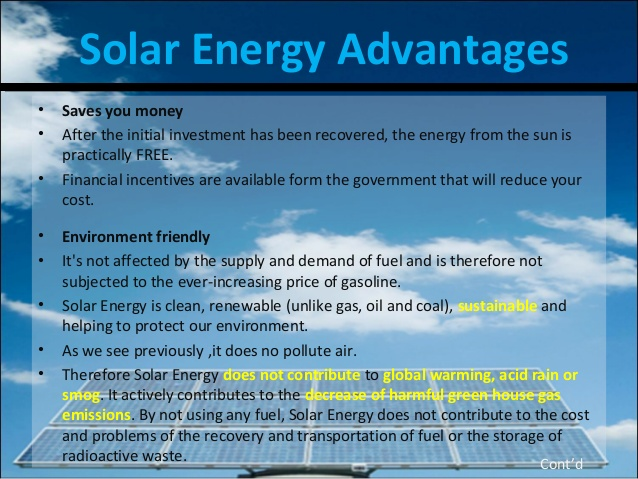 Solar Energy Advantages
• Saves you money
• After the initial investment has been recovered, the energy from the sun is
practically FREE.
• Financial incentives are available form the government that will reduce your
cost.
• Environment friendly
• It's not affected by the supply and demand of fuel and is therefore not
subjected to the ever-increasing price of gasoline.
• Solar Energy is clean, renewable (unlike gas, oil and coal), sustainable and
helping to protect our environment.
• As we see previously ,it does no pollute air.
• Therefore Solar Energy does not contribute to global warming, acid rain or
smog. It actively contributes to the decrease of harmful green house gas
emissions. By not using any fuel, Solar Energy does not contribute to the cost
and problems of the recovery and transportation of fuel or the storage of
radioactive waste.
Cont'd